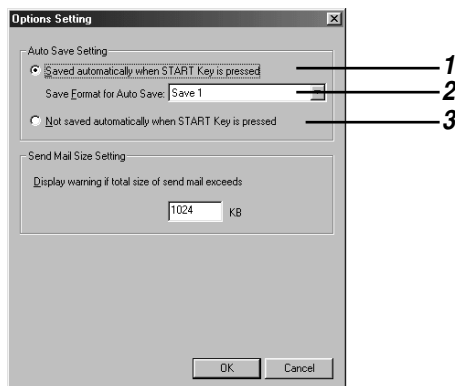 Options Setting
Auto Save Setting
Saved automatically when START Key is pressed 1
Save Format for Auto Save: Save 1 2
Not saved automatically when START Key is pressed 3
Send Mail Size Setting
Display warning if total size of send mail exceeds
1024 KB
OK Cancel